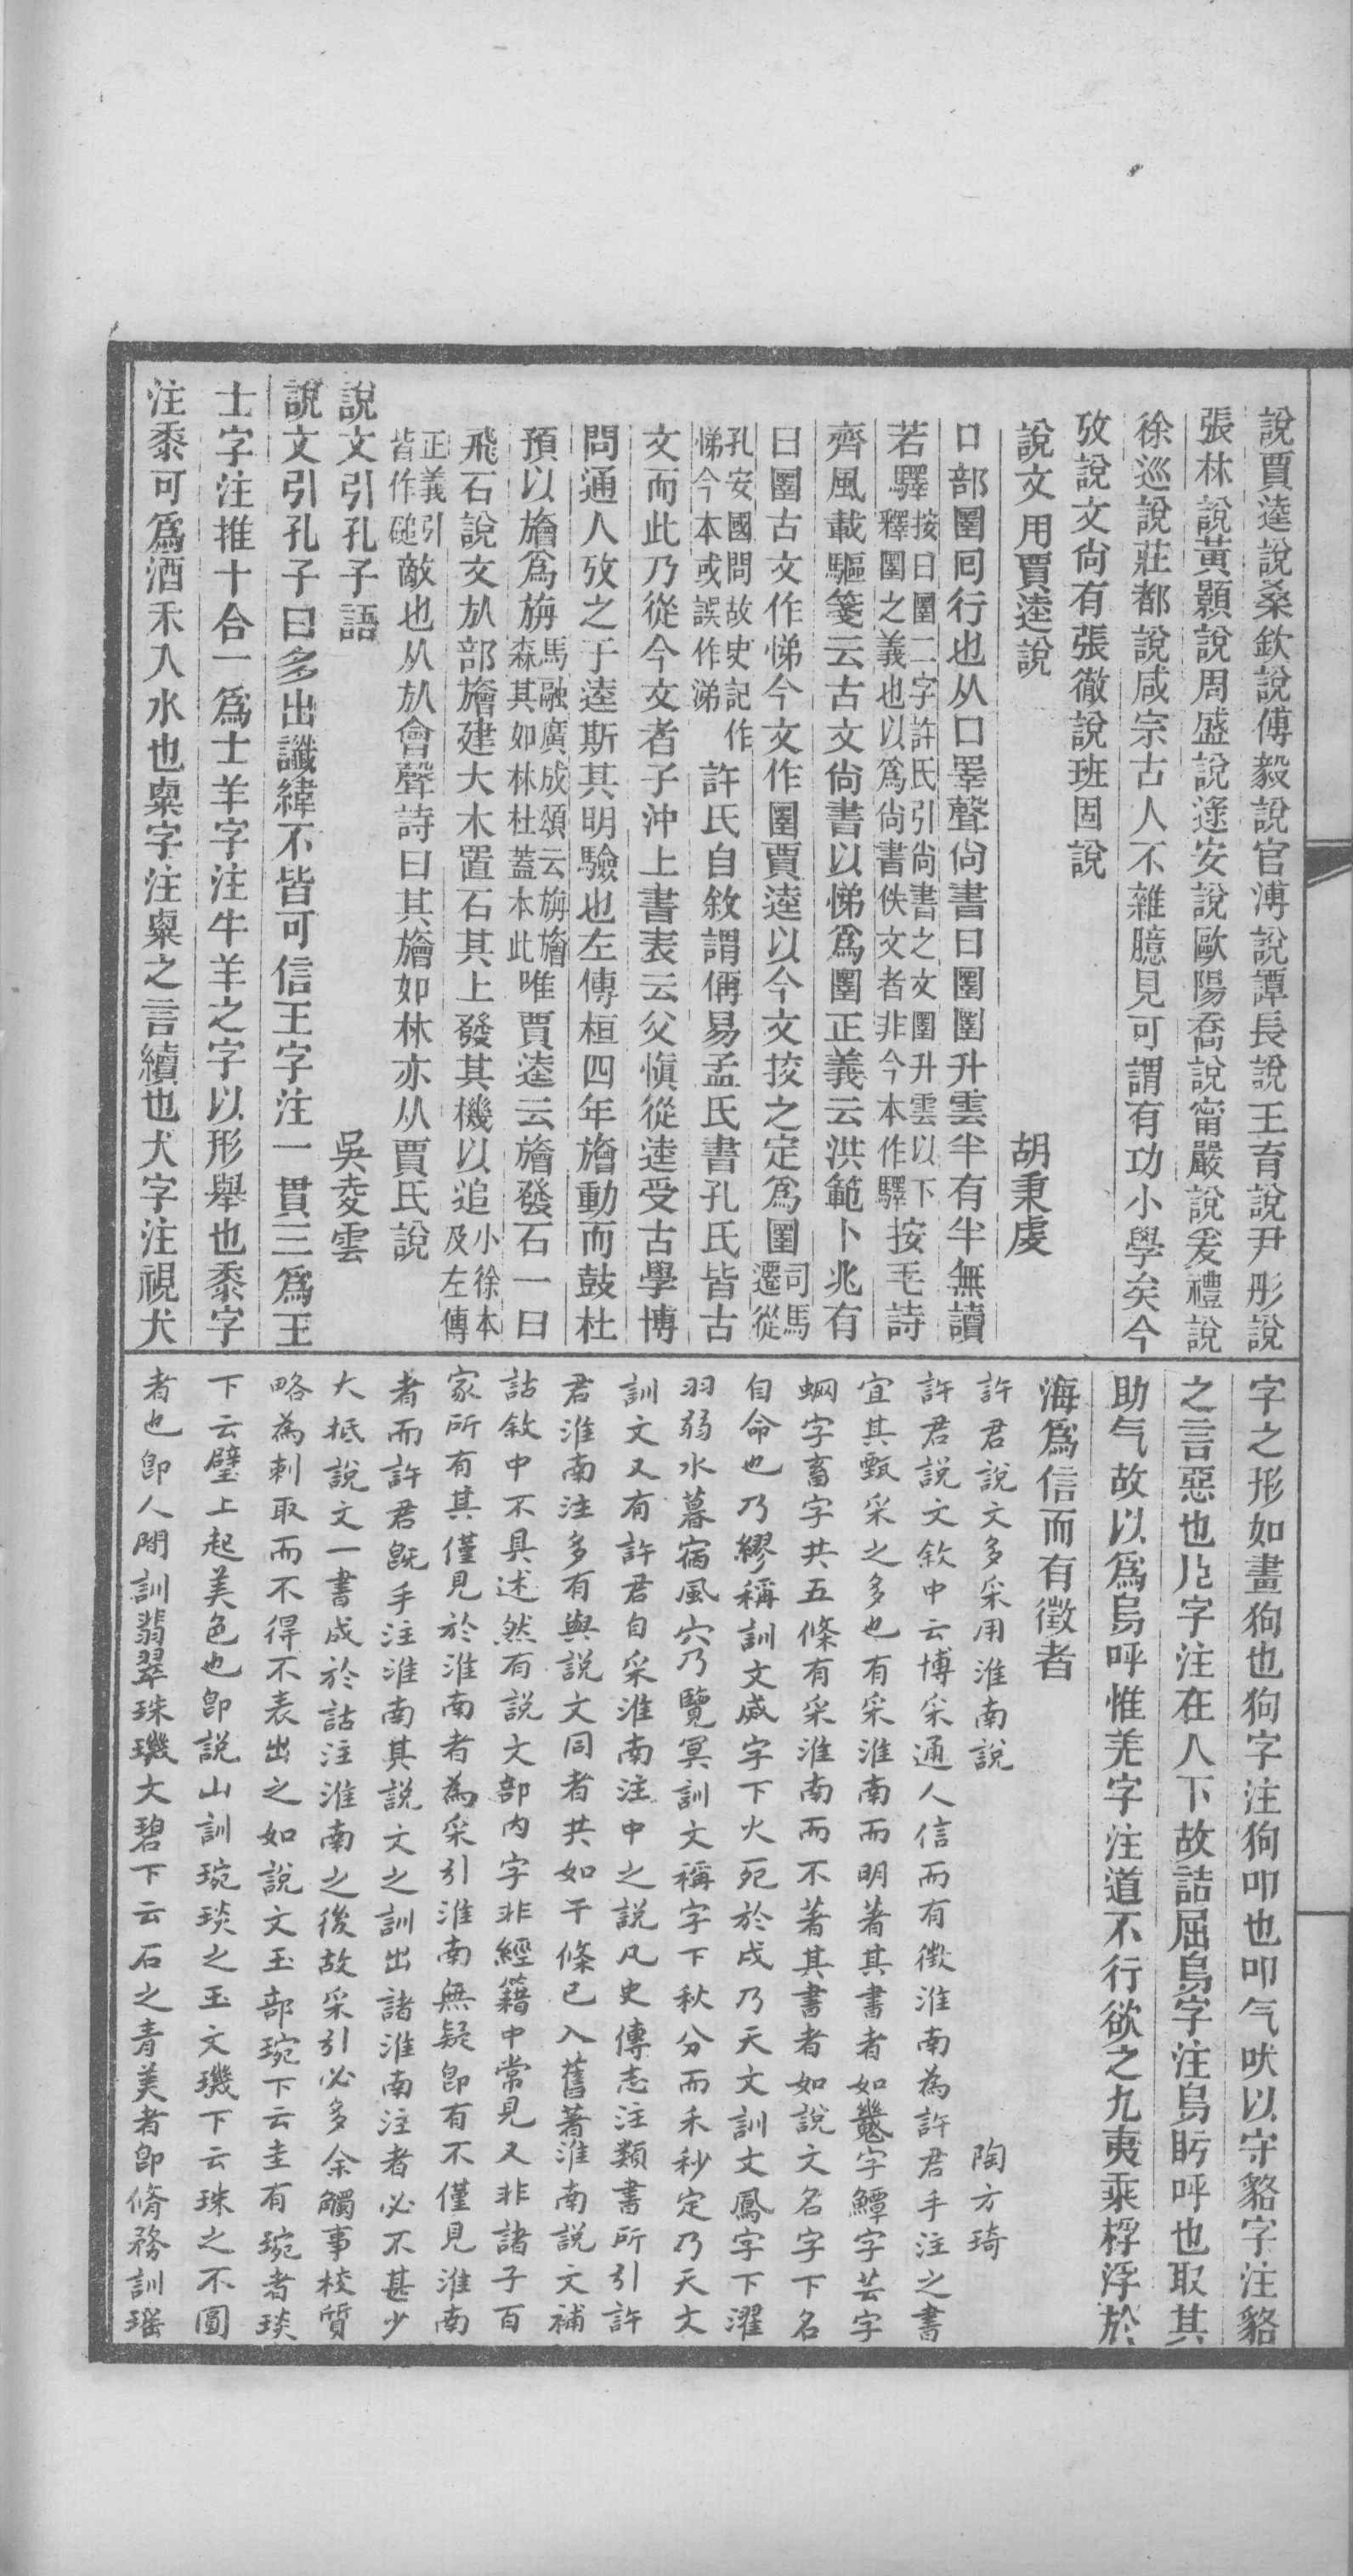 說賈逵說桑欽說傅毅說官溥說譚長說王育說尹彤說
張林說黃顥說周盛說逯安說歐陽喬說甯嚴說爰禮說
徐巡說莊都說咸宗古人不雜臆見可謂有功小學矣今
攷說文尙有張徹說班固說
說文用賈逵說　胡秉虔
囗部圛回行也从囗睪聲尙書曰圛圛升雲半有半無讀
若驛按曰圛二字許氏引尙書之文圛升雲以下釋圛之義也以爲尙書佚文者非今本作驛按毛詩
齊風載驅箋云古文尙書以悌爲圛正義云洪範卜兆有
曰圛古文作悌今文作圛賈逵以今文挍之定爲圛司馬遷從
孔安國問故史記作悌今本或誤作涕許氏自敘謂偁易孟氏書孔氏皆古
文而此乃從今文者子沖上書表云父愼從逵受古學博
問通人攷之于逵斯其明驗也左傳桓四年旝動而鼓杜
預以旝爲旃馬融廣成頌云旃旝森其如林杜蓋本此唯賈逵云旝發石一曰
飛石說文㫃部旝建大木置石其上發其機以追小徐本及左傳
正義引皆作磓敵也从㫃會聲詩曰其旝如林亦从賈氏說
說文引孔子語　吳夌雲
說文引孔子曰多出讖緯不皆可信王字注一貫三爲王
士字注推十合一爲士羊字注牛羊之字以形舉也黍字
注黍可爲酒禾入水也㮚字注㮚之言續也犬字注視犬
字之形如畫狗也狗字注狗叩也叩气吠以守貉字注貉
之言惡也𠘰字注在人下故詰屈烏字注烏盱呼也取其
助气故以爲烏呼惟羌字注道不行欲之九夷乘桴浮於
海爲信而有徵者
許君說文多采用淮南說　陶方琦
許君說文敘中云博采通人信而有徵淮南為許君手注之書
宜其甄采之多也有采淮南而明著其書者如䰧字鱓字芸字
蛧字畜字共五條有采淮南而不著其書者如說文名字下名
自命也乃繆稱訓文威字下火死於戌乃天文訓文鳳字下濯
羽弱水暮宿風穴乃覽冥訓文稱字下秋分而禾秒定乃天文
訓文又有許君自采淮南注中之說凡史傳志注類書所引許
君淮南注多有與說文同者共如干條已入舊著淮南說文補
詁敘中不具述然有說文部內字非經籍中常見又非諸子百
家所有其僅見於淮南者為采引淮南無疑卽有不僅見淮南
者而許君旣手注淮南其說文之訓出諸淮南注者必不甚少
大抵說文一書成於詁注淮南之後故采引必多余觸事校質
略為刺取而不得不表出之如說文玉部琬下云圭有琬者琰
下云璧上起美色也卽說山訓琬琰之玉文璣下云珠之不圓
者也卽人閒訓翡翠珠璣文碧下云石之青美者卽脩務訓瑤